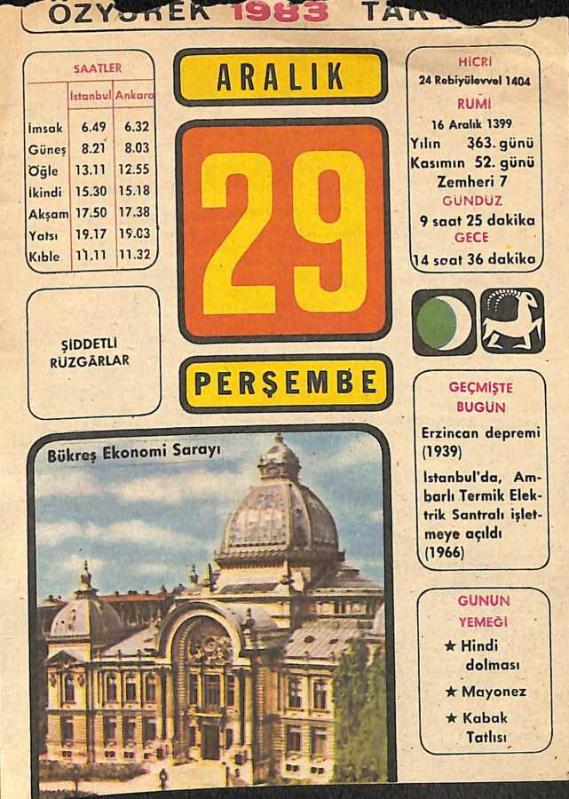 ÖZYÜREK 1983
SAATLER
İstanbul Ankara
İmsak 6.49 6.32
Güneş 8.21 8.03
Öğle 13.11 12.55
İkindi 15.30 15.18
Akşam 17.50 17.38
Yatsı 19.17 19.03
Kıble 11.11 11.32
ŞİDDETLİ
RÜZGÂRLAR
ARALIK
29
PERŞEMBE
HİCRİ
24 Rebiyülevvel 1404
RUMİ
16 Aralık 1399
Yılın 363. günü
Kasımın 52. günü
Zemheri 7
GÜNDÜZ
9 saat 25 dakika
GECE
14 saat 36 dakika
GEÇMİŞTE
BUGÜN
Erzincan depremi
(1939)
İstanbul'da, Am-
barlı Termik Elek-
trik Santralı işlet-
meye açıldı
(1966)
GÜNÜN
YEMEĞİ
★ Hindi
dolması
★ Mayonez
★ Kabak
Tatlısı
Bükreş Ekonomi Sarayı